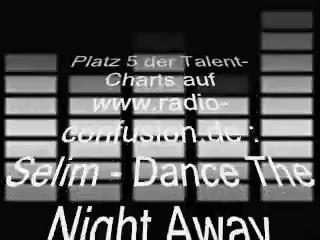 Platz 5 der Talent-
Charts auf
www.radio-
confusion.de :
Selim - Dance The
Night Away